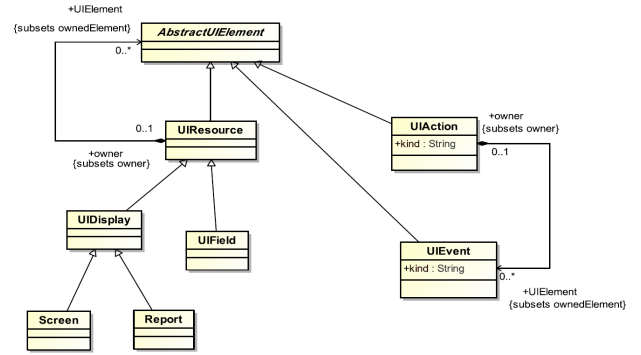 +UIElement
{subsets ownedElement}
0..*
AbstractUIElement
0..1
UIResource
+owner
{subsets owner}
UIAction
+kind : String
+owner
{subsets owner}
0..1
UIDisplay
UIField
UIEvent
+kind : String
0..*
+UIElement
{subsets ownedElement}
Screen
Report